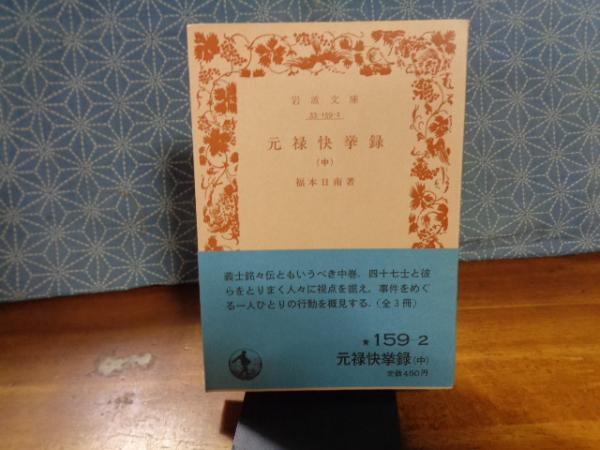 岩波文庫
33-159-2
元禄快挙録
(中)
福本日南著
義士銘々伝ともいうべき中巻．四十七士と彼
らをとりまく人々に視点を据え，事件をめぐ
る一人ひとりの行動を概見する．(全3冊)
青 159-2
元禄快挙録(中)
定価450円